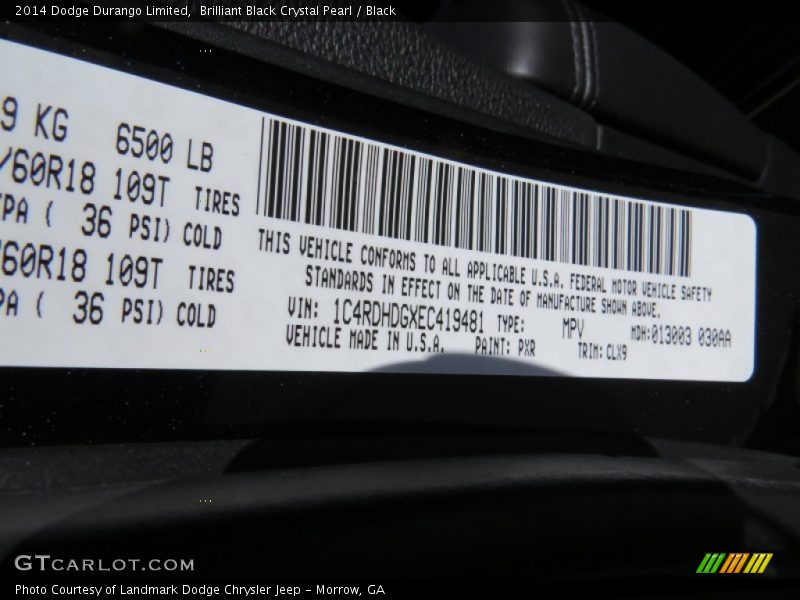 2014 Dodge Durango Limited, Brilliant Black Crystal Pearl / Black
9 KG 6500 LB
/60R18 109T TIRES
PA ( 36 PSI) COLD
60R18 109T TIRES
PA ( 36 PSI) COLD
THIS VEHICLE CONFORMS TO ALL APPLICABLE U.S.A. FEDERAL MOTOR VEHICLE SAFETY
STANDARDS IN EFFECT ON THE DATE OF MANUFACTURE SHOWN ABOVE.
VIN: 1C4RDHDGXEC419481 TYPE: MPV MDH:013003 030AA
VEHICLE MADE IN U.S.A. PAINT: PXR TRIM: CLX9
GTCARLOT.COM
Photo Courtesy of Landmark Dodge Chrysler Jeep – Morrow, GA